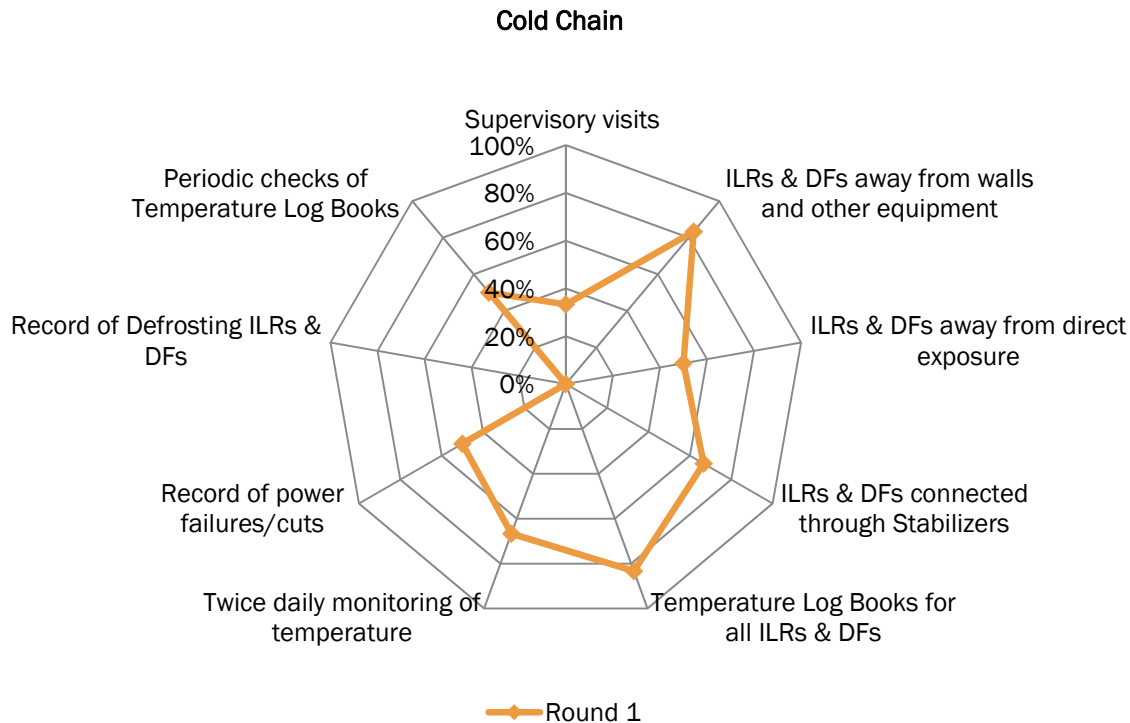 Cold Chain
Supervisory visits
100%
80%
60%
40%
20%
0%
ILRs & DFs away from walls
and other equipment
ILRs & DFs away from direct
exposure
ILRs & DFs connected
through Stabilizers
Temperature Log Books for
all ILRs & DFs
Twice daily monitoring of
temperature
Record of power
failures/cuts
Record of Defrosting ILRs &
DFs
Periodic checks of
Temperature Log Books
Round 1